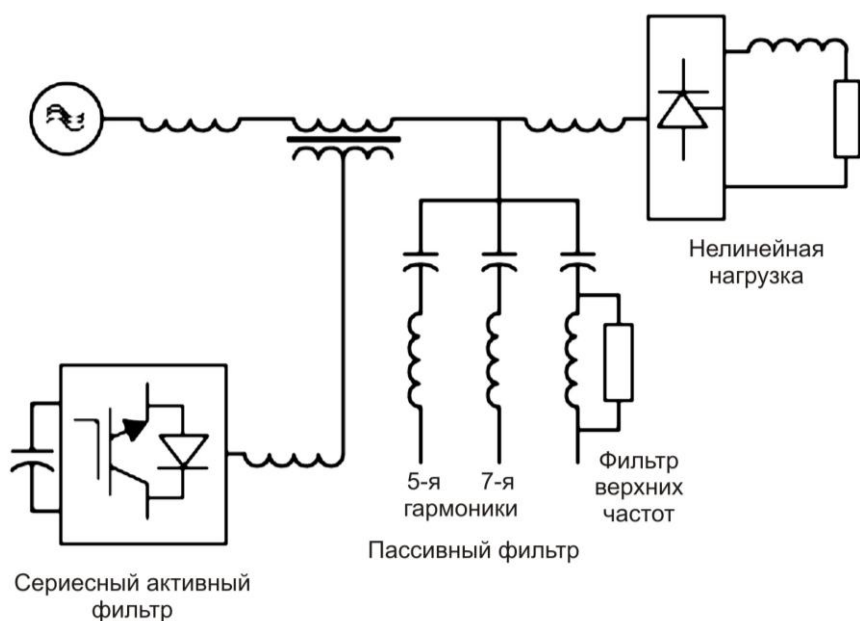 Нелинейная
нагрузка
5-я 7-я
гармоники
Фильтр
верхних
частот
Пассивный фильтр
Сериесный активный
фильтр